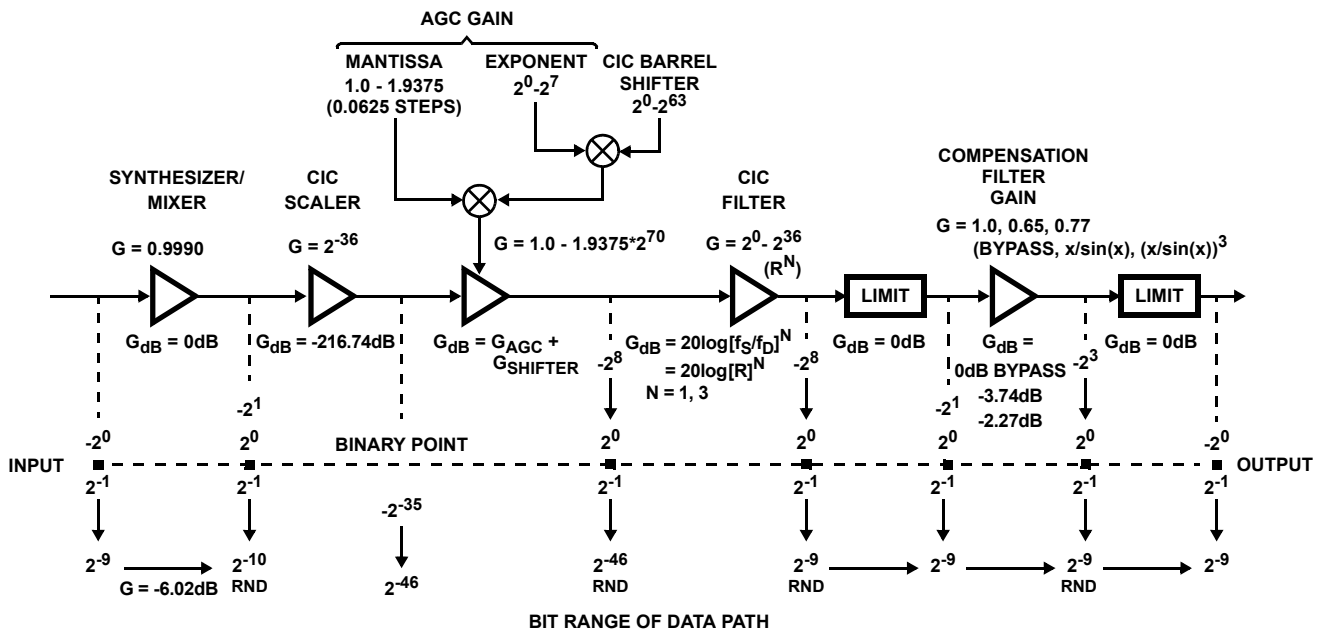 AGC GAIN
MANTISSA
1.0 - 1.9375
(0.0625 STEPS)
EXPONENT
2^0-2^7
CIC BARREL
SHIFTER
2^0-2^63
SYNTHESIZER/
MIXER
G = 0.9990
G_dB = 0dB
CIC
SCALER
G = 2^-36
G_dB = -216.74dB
G = 1.0 - 1.9375*2^70
G_dB = G_AGC +
G_SHIFTER
CIC
FILTER
G = 2^0 - 2^36
(R^N)
G_dB = 20log[f_S/f_D]^N
= 20log[R]^N
N = 1, 3
LIMIT
G_dB = 0dB
COMPENSATION
FILTER
GAIN
G = 1.0, 0.65, 0.77
(BYPASS, x/sin(x), (x/sin(x))^3
G_dB =
0dB BYPASS
-3.74dB
-2.27dB
LIMIT
G_dB = 0dB
-2^8
-2^8
-2^3
-2^1
-2^1
INPUT
-2^0
2^0
BINARY POINT
2^0
2^0
2^0
2^0
-2^0
OUTPUT
2^-1
2^-1
2^-1
2^-1
2^-1
2^-1
2^-1
-2^-35
2^-9
G = -6.02dB
2^-10
RND
2^-46
2^-46
RND
2^-9
RND
2^-9
2^-9
RND
2^-9
BIT RANGE OF DATA PATH